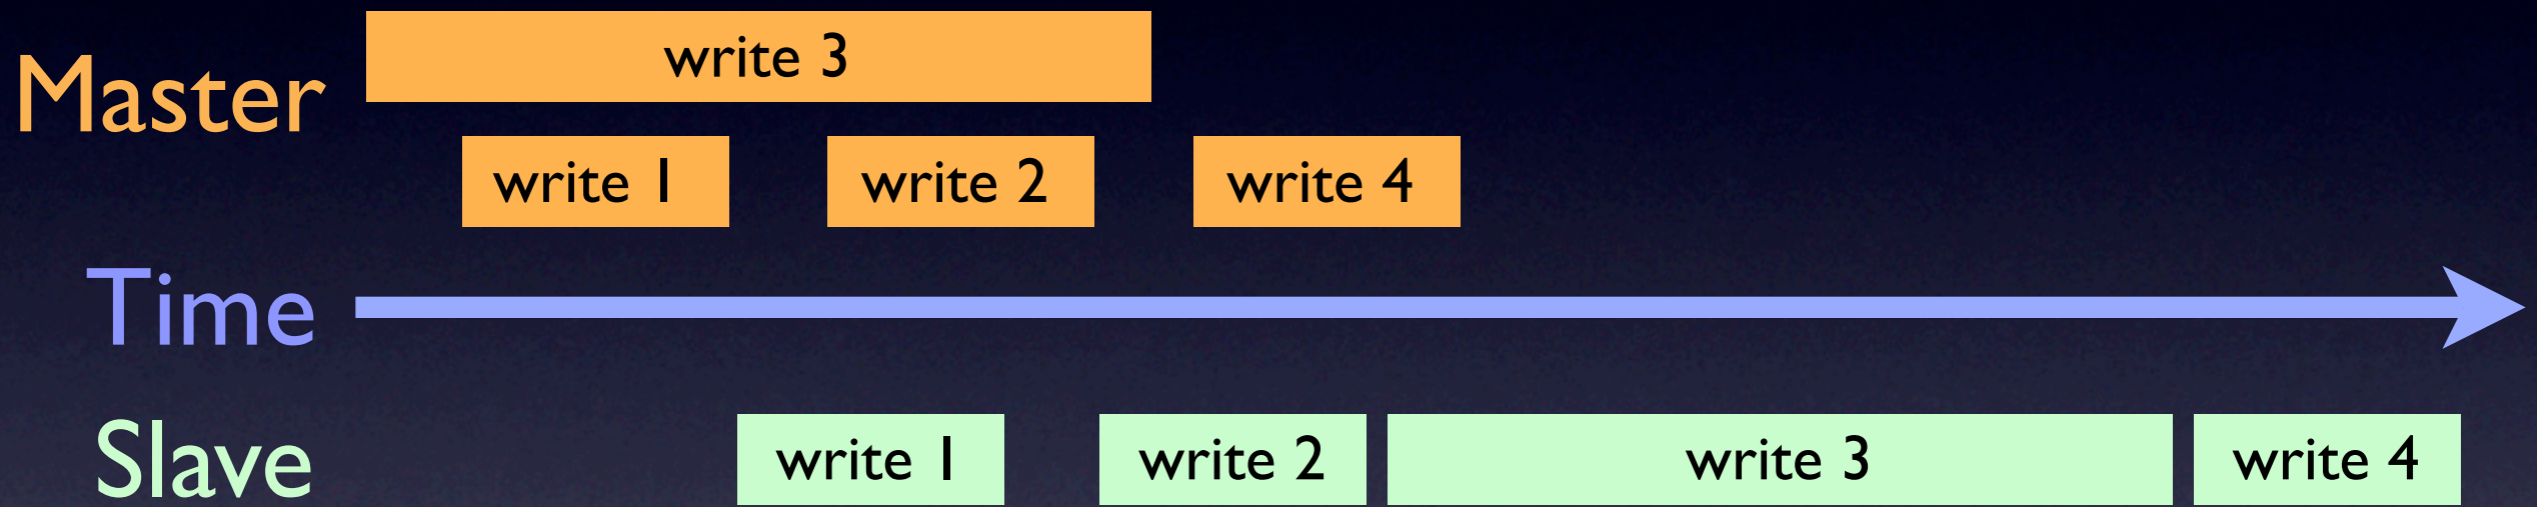 write 3
Master
write 1 write 2 write 4
Time
Slave write 1 write 2 write 3 write 4